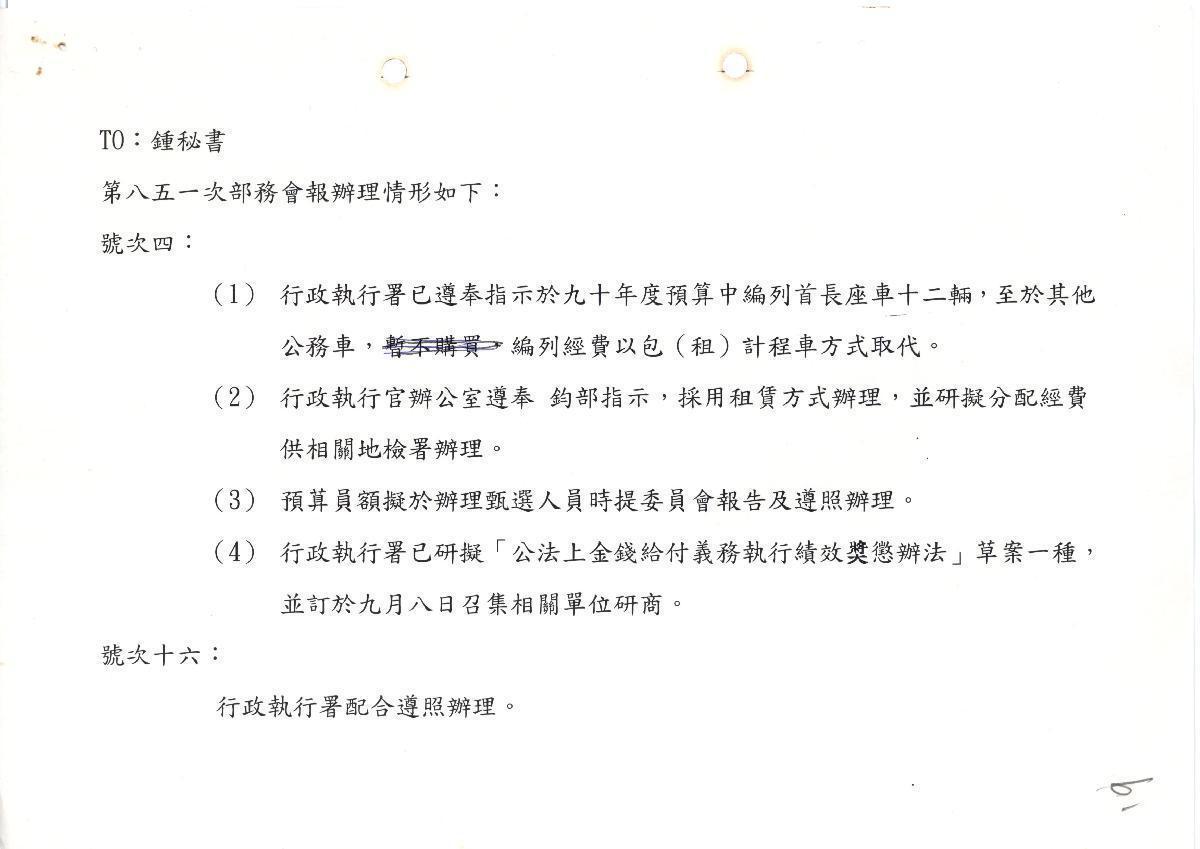 TO：鍾秘書
第八五一次部務會報辦理情形如下：
號次四：
(1) 行政執行署已遵奉指示於九十年度預算中編列首長座車十二輛，至於其他
公務車，暫不購買，編列經費以包（租）計程車方式取代。
(2) 行政執行官辦公室遵奉 鈞部指示，採用租賃方式辦理，並研擬分配經費
供相關地檢署辦理。
(3) 預算員額擬於辦理甄選人員時提委員會報告及遵照辦理。
(4) 行政執行署已研擬「公法上金錢給付義務執行績效獎懲辦法」草案一種，
並訂於九月八日召集相關單位研商。
號次十六：
行政執行署配合遵照辦理。